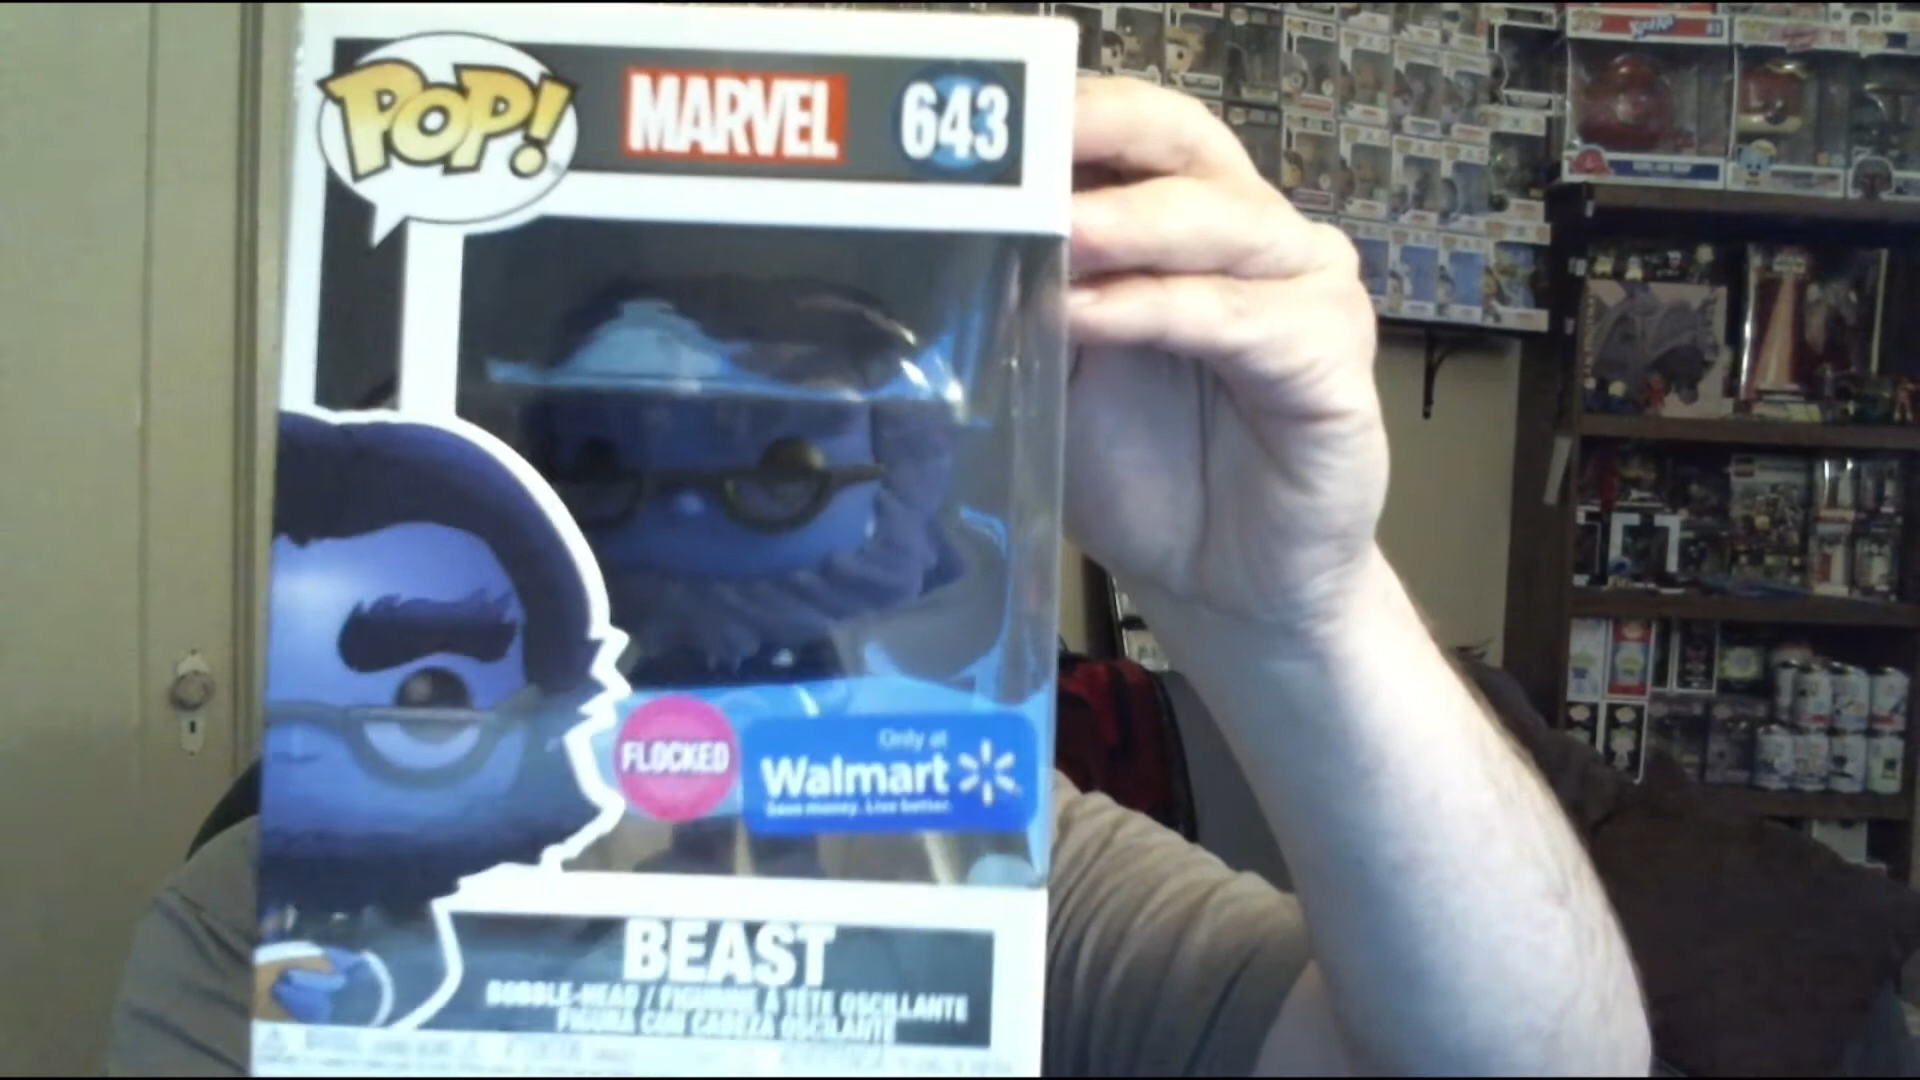 POP!
MARVEL
643
FLOCKED
Only at
Walmart
Save money. Live better.
BEAST
BOBBLE-HEAD / FIGURINE À TÊTE OSCILLANTE
FIGURA CON CABEZA OSCILANTE